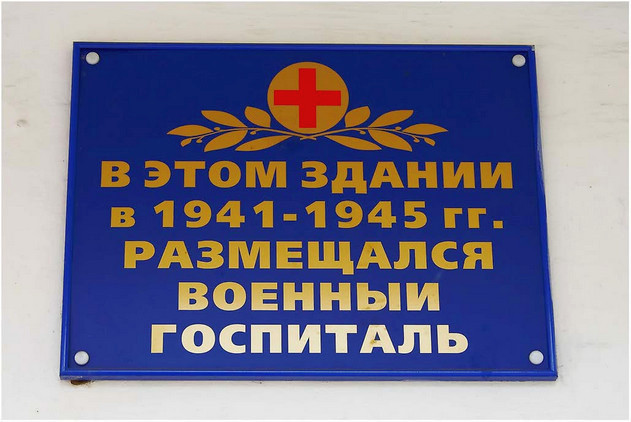 В ЭТОМ ЗДАНИИ
в 1941-1945 гг.
РАЗМЕЩАЛСЯ
ВОЕННЫЙ
ГОСПИТАЛЬ